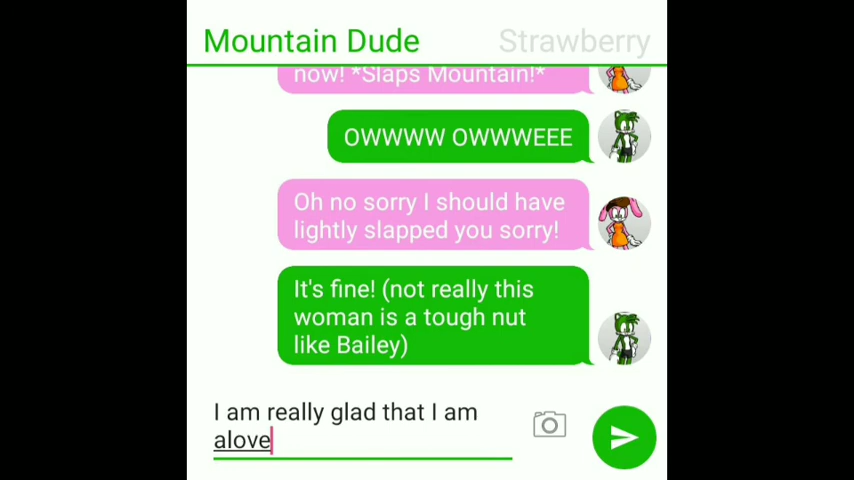 Mountain Dude Strawberry
now! *Slaps Mountain!*
OWWWW OWWWEEE
Oh no sorry I should have
lightly slapped you sorry!
It's fine! (not really this
woman is a tough nut
like Bailey)
I am really glad that I am
alove